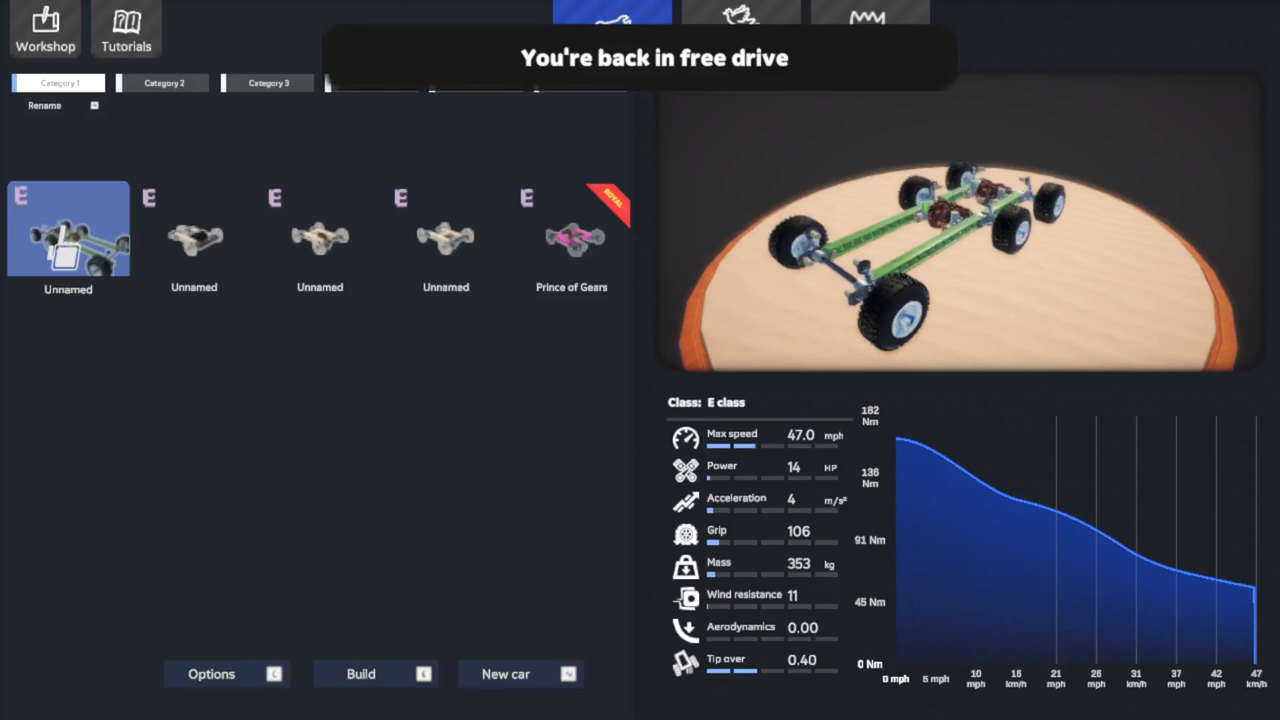 Workshop
Tutorials
You're back in free drive
Category 1
Category 2
Category 3
Rename
E
E
E
E
E
ROYAL
Unnamed
Unnamed
Unnamed
Unnamed
Prince of Gears
Class: E class
Max speed 47.0 mph
Power 14 HP
Acceleration 4 m/s²
Grip 106
Mass 353 kg
Wind resistance 11
Aerodynamics 0.00
Tip over 0.40
182 Nm
136 Nm
91 Nm
45 Nm
0 Nm
0 mph
5 mph
10 mph
16 km/h
21 mph
26 mph
31 km/h
37 mph
42 mph
47 km/h
Options
Build
New car